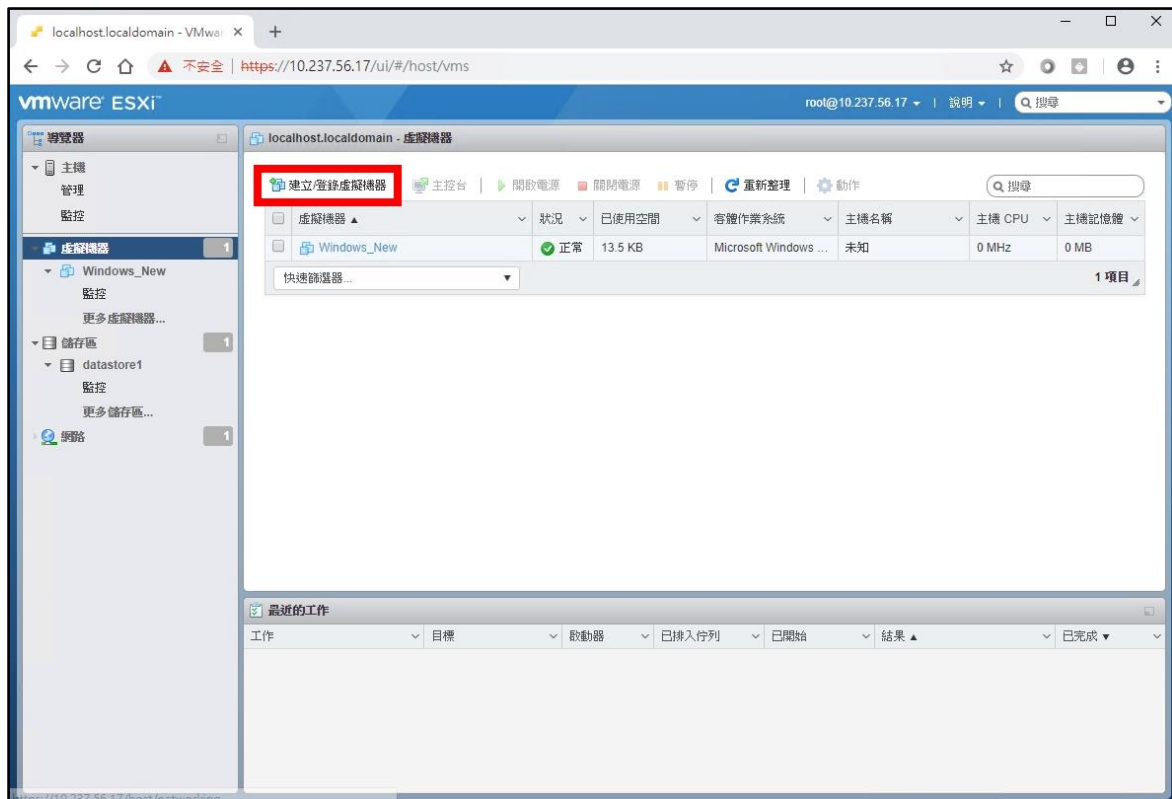 localhost.localdomain - VMwar
不安全 | https://10.237.56.17/ui/#/host/vms
vmware ESXi™
root@10.237.56.17 | 說明 | 搜尋
導覽器
localhost.localdomain - 虛擬機器
主機
管理
監控
建立/登錄虛擬機器 主控台 | 開啟電源 關閉電源 暫停 | 重新整理 | 動作 搜尋
虛擬機器 ▲ 狀況 已使用空間 客體作業系統 主機名稱 主機 CPU 主機記憶體
Windows_New 正常 13.5 KB Microsoft Windows ... 未知 0 MHz 0 MB
快速篩選器... 1 項目
虛擬機器 1
Windows_New
監控
更多虛擬機器...
儲存區 1
datastore1
監控
更多儲存區...
網路 1
最近的工作
工作 目標 啟動器 已排入佇列 已開始 結果 ▲ 已完成 ▼
https://10.237.56.17/host/networking